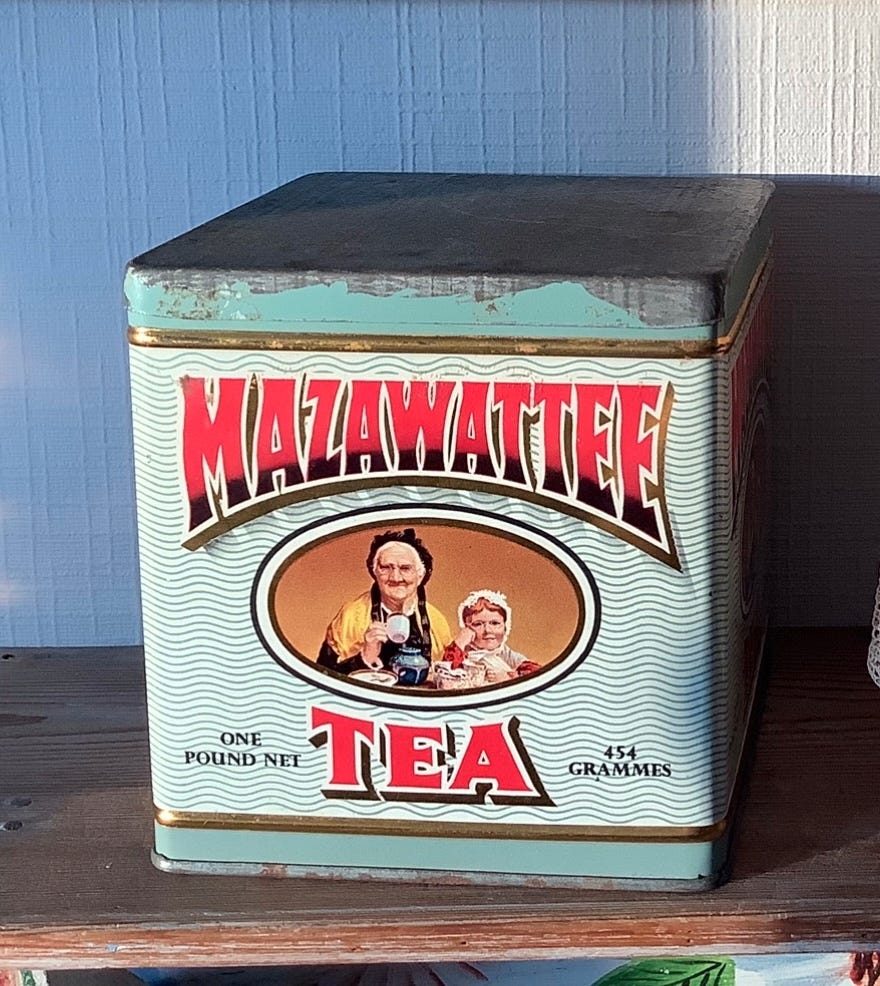 MAZAWATTEE
TEA
ONE
POUND NET
454
GRAMMES